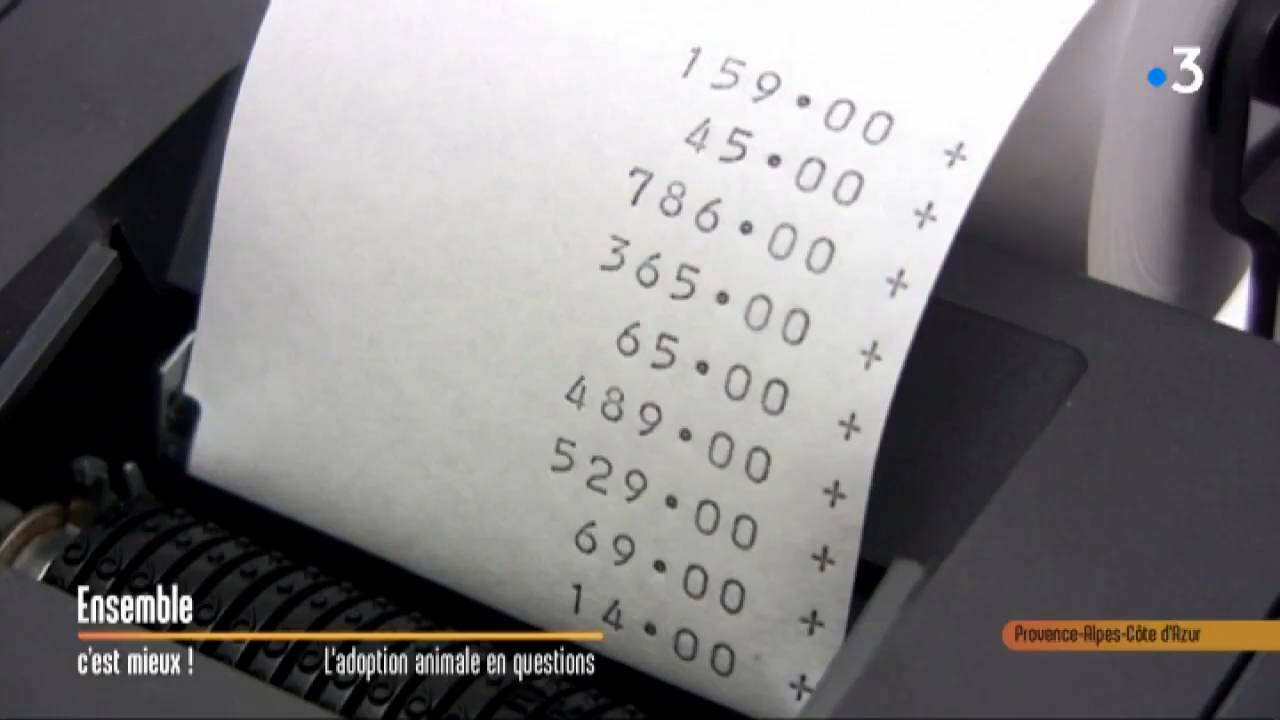 159.00 +
45.00 +
786.00 +
365.00 +
65.00 +
489.00 +
529.00 +
69.00 +
14.00 +
3
Ensemble
c'est mieux !
L'adoption animale en questions
Provence-Alpes-Côte d'Azur